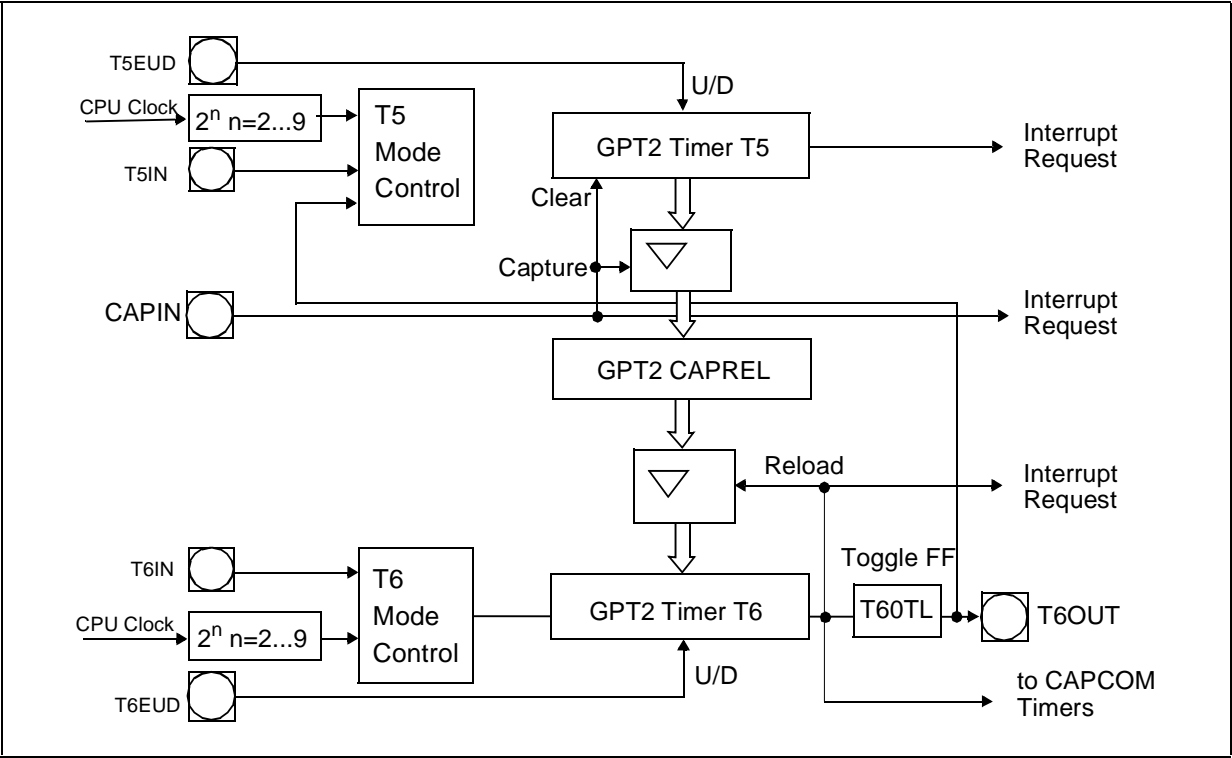 T5EUD
U/D
CPU Clock
2n n=2...9
T5
Mode
Control
GPT2 Timer T5
Interrupt
Request
T5IN
Clear
Capture
CAPIN
Interrupt
Request
GPT2 CAPREL
Reload
Interrupt
Request
T6IN
T6
Mode
Control
Toggle FF
GPT2 Timer T6
T60TL
T6OUT
CPU Clock
2n n=2...9
U/D
T6EUD
to CAPCOM
Timers